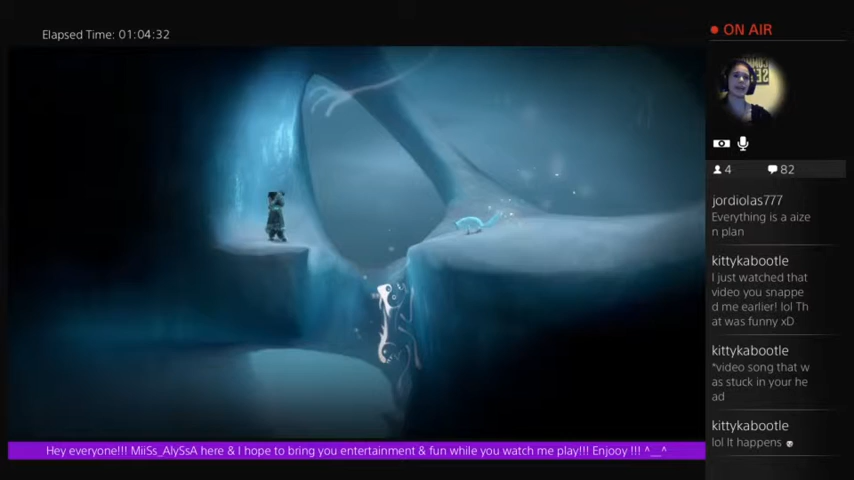 Elapsed Time: 01:04:32
ON AIR
4
82
jordiolas777
Everything is a aize
n plan
kittykabootle
I just watched that
video you snappe
d me earlier! lol Th
at was funny xD
kittykabootle
*video song that w
as stuck in your he
ad
kittykabootle
lol It happens
Hey everyone!!! MiiSs_AlySsA here & I hope to bring you entertainment & fun while you watch me play!!! Enjooy !!! ^__^